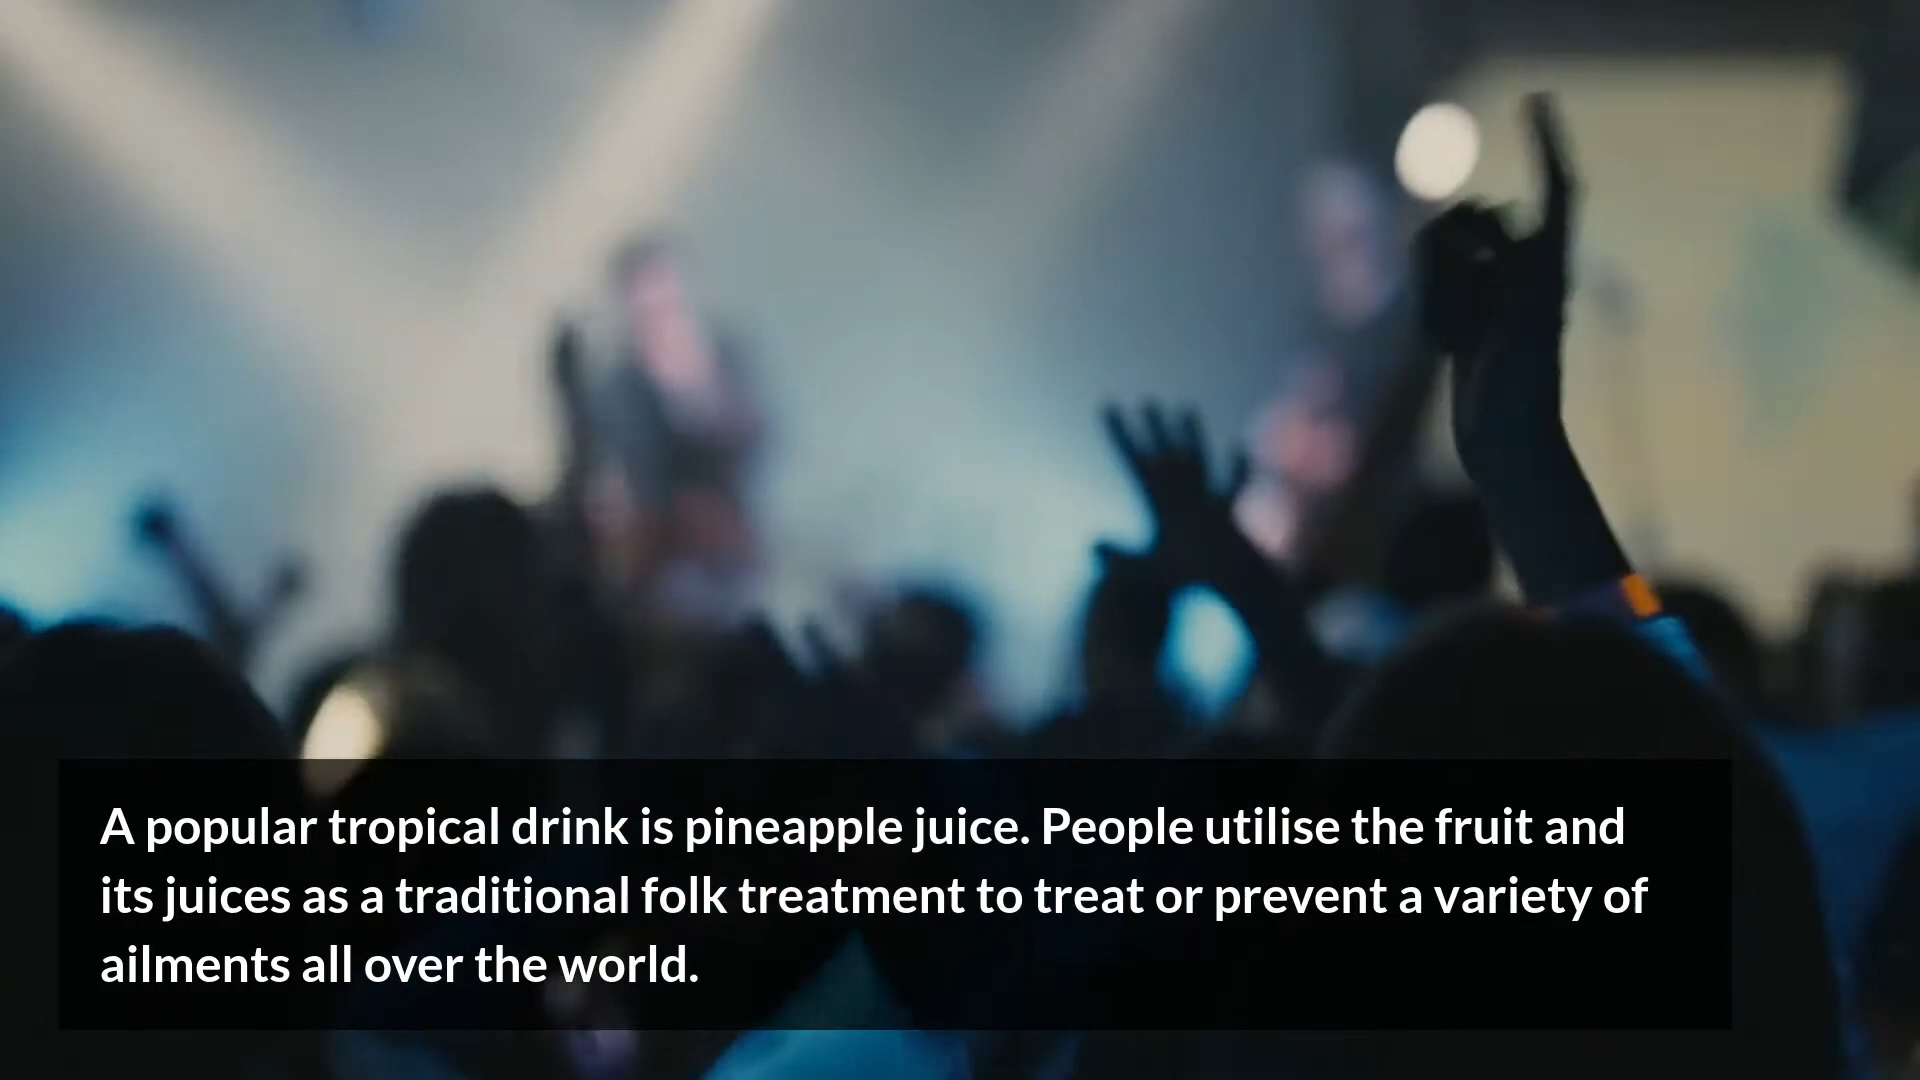 A popular tropical drink is pineapple juice. People utilise the fruit and
its juices as a traditional folk treatment to treat or prevent a variety of
ailments all over the world.